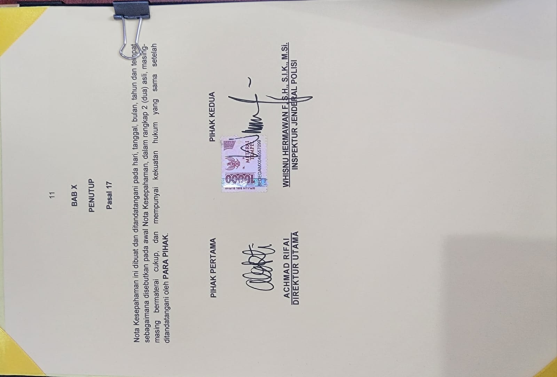 11
BAB X
PENUTUP
Pasal 17
Nota Kesepahaman ini dibuat dan ditandatangani pada hari, tanggal, bulan, tahun dan tempat
sebagaimana disebutkan pada awal Nota Kesepahaman, dalam rangkap 2 (dua) asli, masing-
masing bermaterai cukup, dan mempunyai kekuatan hukum yang sama setelah
ditandatangani oleh PARA PIHAK.
PIHAK PERTAMA
PIHAK KEDUA
METERAI
TEMPEL
ACHMAD RIFAI
DIREKTUR UTAMA
WHISNU HERMAWAN F, S.H., S.I.K., M.Si.
INSPEKTUR JENDERAL POLISI